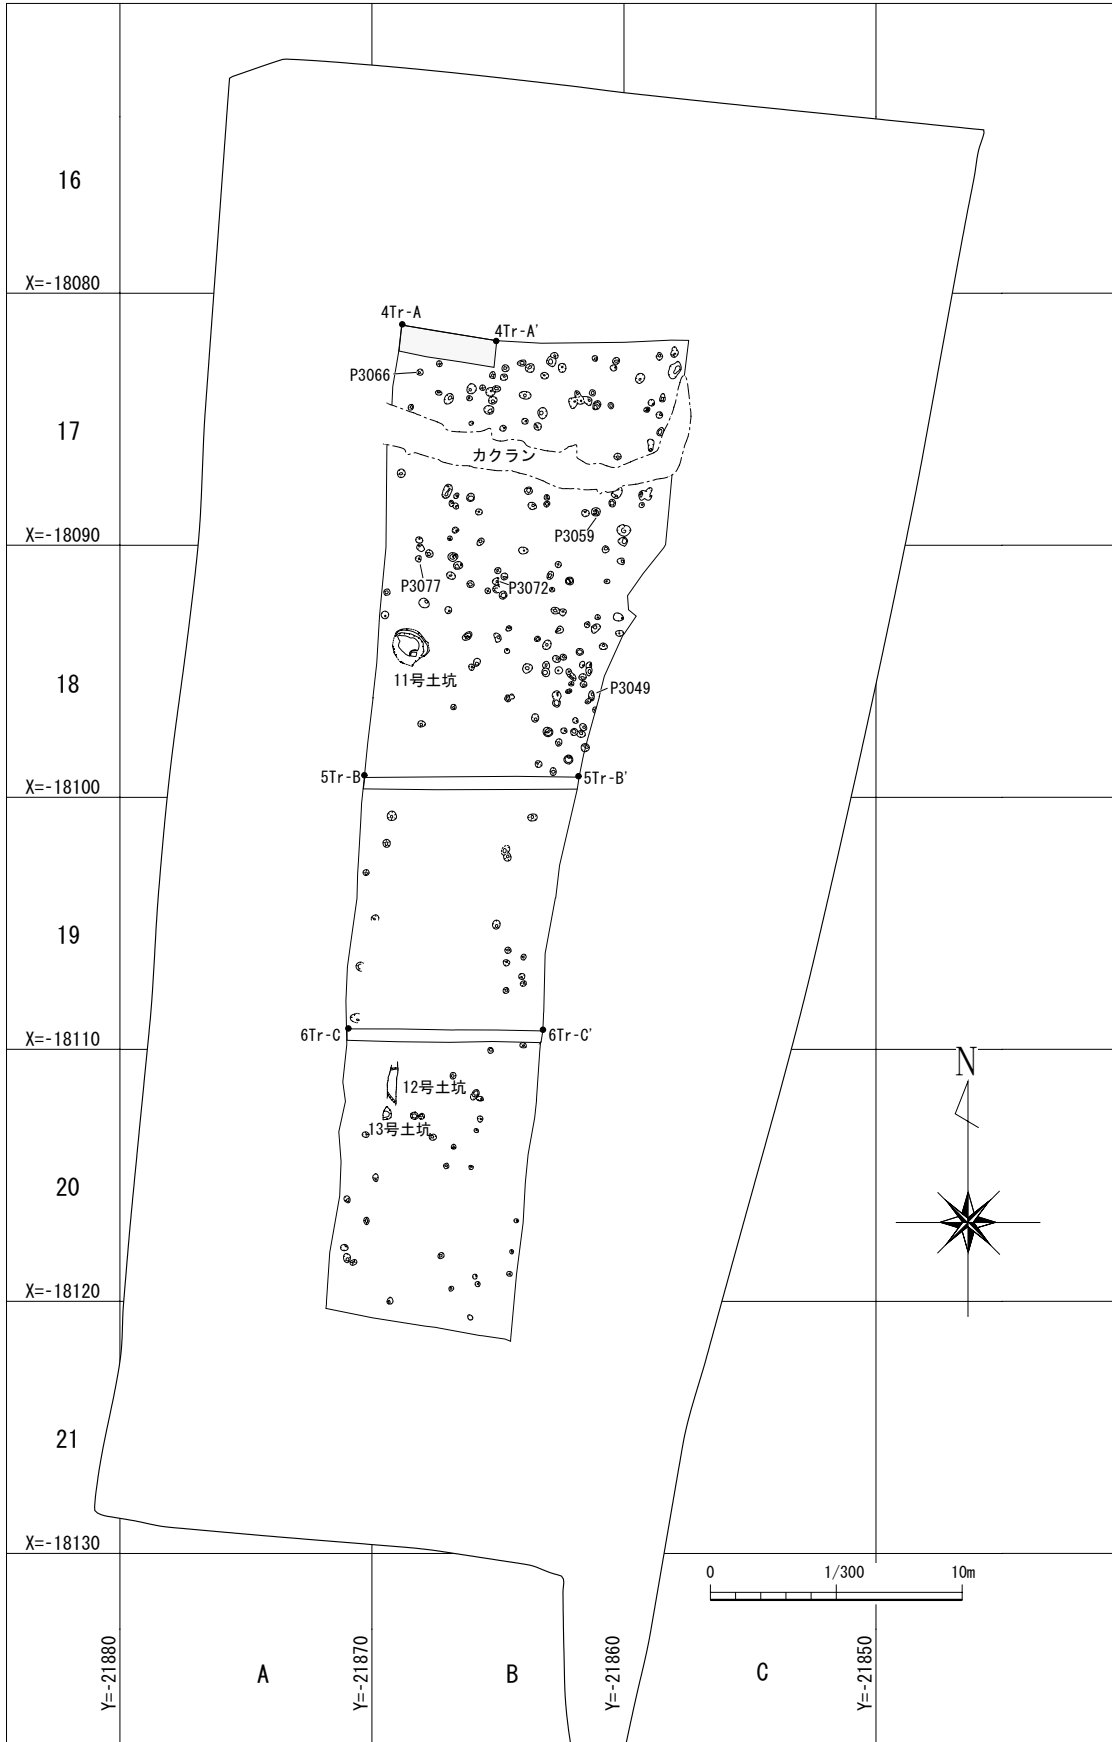 16
X=-18080
4Tr-A
4Tr-A'
P3066
17
カクラン
P3059
X=-18090
P3077
P3072
11号土坑
18
P3049
5Tr-B
5Tr-B'
X=-18100
19
6Tr-C
6Tr-C'
X=-18110
N
12号土坑
13号土坑
20
X=-18120
21
X=-18130
0 1/300 10m
Y=-21880
A
Y=-21870
B
Y=-21860
C
Y=-21850